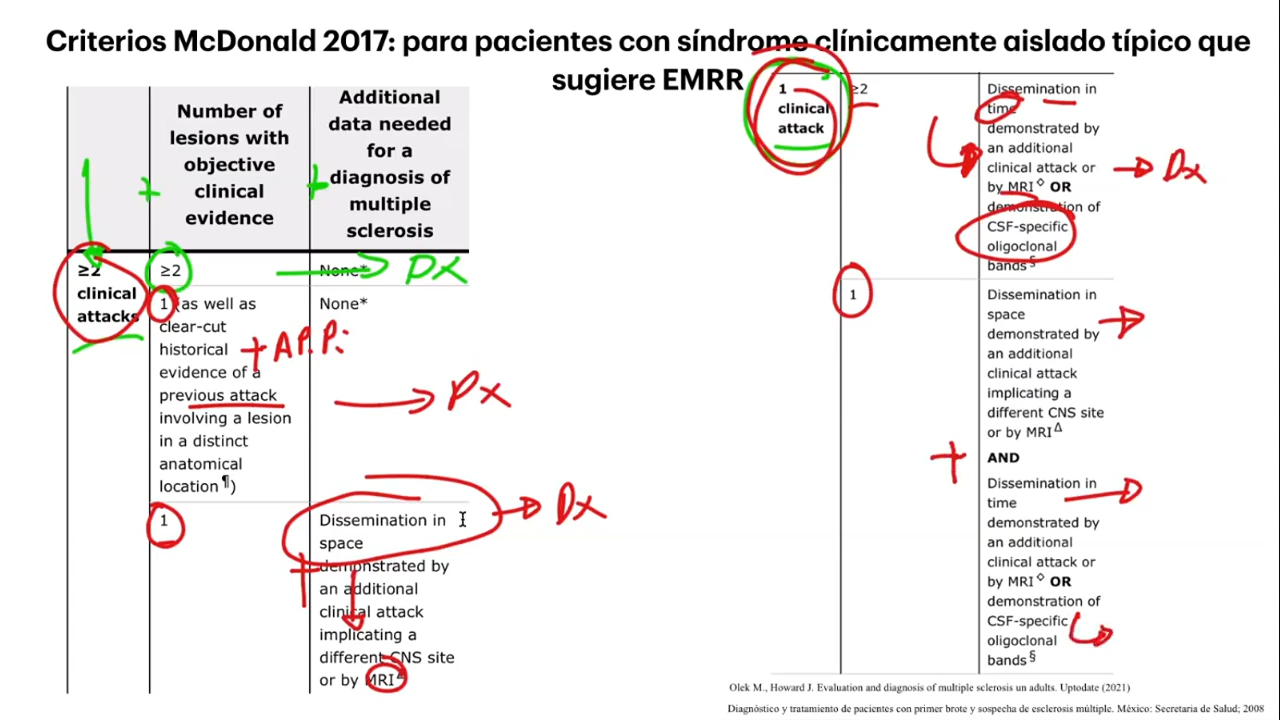 Criterios McDonald 2017: para pacientes con síndrome clínicamente aislado típico que
sugiere EMRR
Number of
lesions with
objective
clinical
evidence
Additional
data needed
for a
diagnosis of
multiple
sclerosis
+
+
≥2
clinical
attacks
≥2
None*
DX
1 (as well as
clear-cut
historical
evidence of a
previous attack
involving a lesion
in a distinct
anatomical
location¶)
+ A.P.P.
None*
DX
1
Dissemination in
space
demonstrated by
an additional
clinical attack
implicating a
different CNS site
or by MRIΔ
Dx
1
clinical
attack
≥2
Dissemination in
time
demonstrated by
an additional
clinical attack or
by MRI◇ OR
demonstration of
CSF-specific
oligoclonal
bands§
Dx
1
Dissemination in
space
demonstrated by
an additional
clinical attack
implicating a
different CNS site
or by MRIΔ
+
AND
Dissemination in
time
demonstrated by
an additional
clinical attack or
by MRI◇ OR
demonstration of
CSF-specific
oligoclonal
bands§
Olek M., Howard J. Evaluation and diagnosis of multiple sclerosis un adults. Uptodate (2021)
Diagnóstico y tratamiento de pacientes con primer brote y sospecha de esclerosis múltiple. México: Secretaria de Salud; 2008